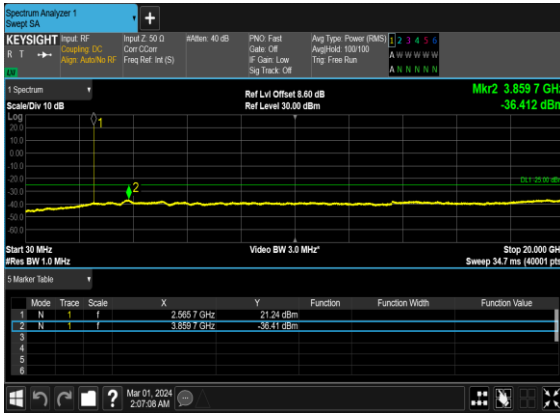 Spectrum Analyzer 1
Swept SA
+
KEYSIGHT Input: RF Input Z: 50 Ω #Atten: 40 dB PNO: Fast Avg Type: Power (RMS) 1 2 3 4 5 6
R T Coupling: DC Corr CCorr Gate: Off Avg|Hold: 100/100 A W W W W W
Align: Auto/No RF Freq Ref: Int (S) IF Gain: Low Trig: Free Run
LXI Sig Track: Off A N N N N N
1 Spectrum Ref Lvl Offset 8.60 dB Mkr2 3.859 7 GHz
Scale/Div 10 dB Ref Level 30.00 dBm -36.412 dBm
Log
20.0
10.0
0.00
-10.0
-20.0
-30.0
-40.0
-50.0
-60.0
1
2
DL1 -25.00 dBm
Start 30 MHz Video BW 3.0 MHz* Stop 20.000 GHz
#Res BW 1.0 MHz Sweep 34.7 ms (40001 pts)
5 Marker Table
Mode Trace Scale X Y Function Function Width Function Value
1 N 1 f 2.565 7 GHz 21.24 dBm
2 N 1 f 3.859 7 GHz -36.41 dBm
3
4
5
6
? Mar 01, 2024
2:07:08 AM